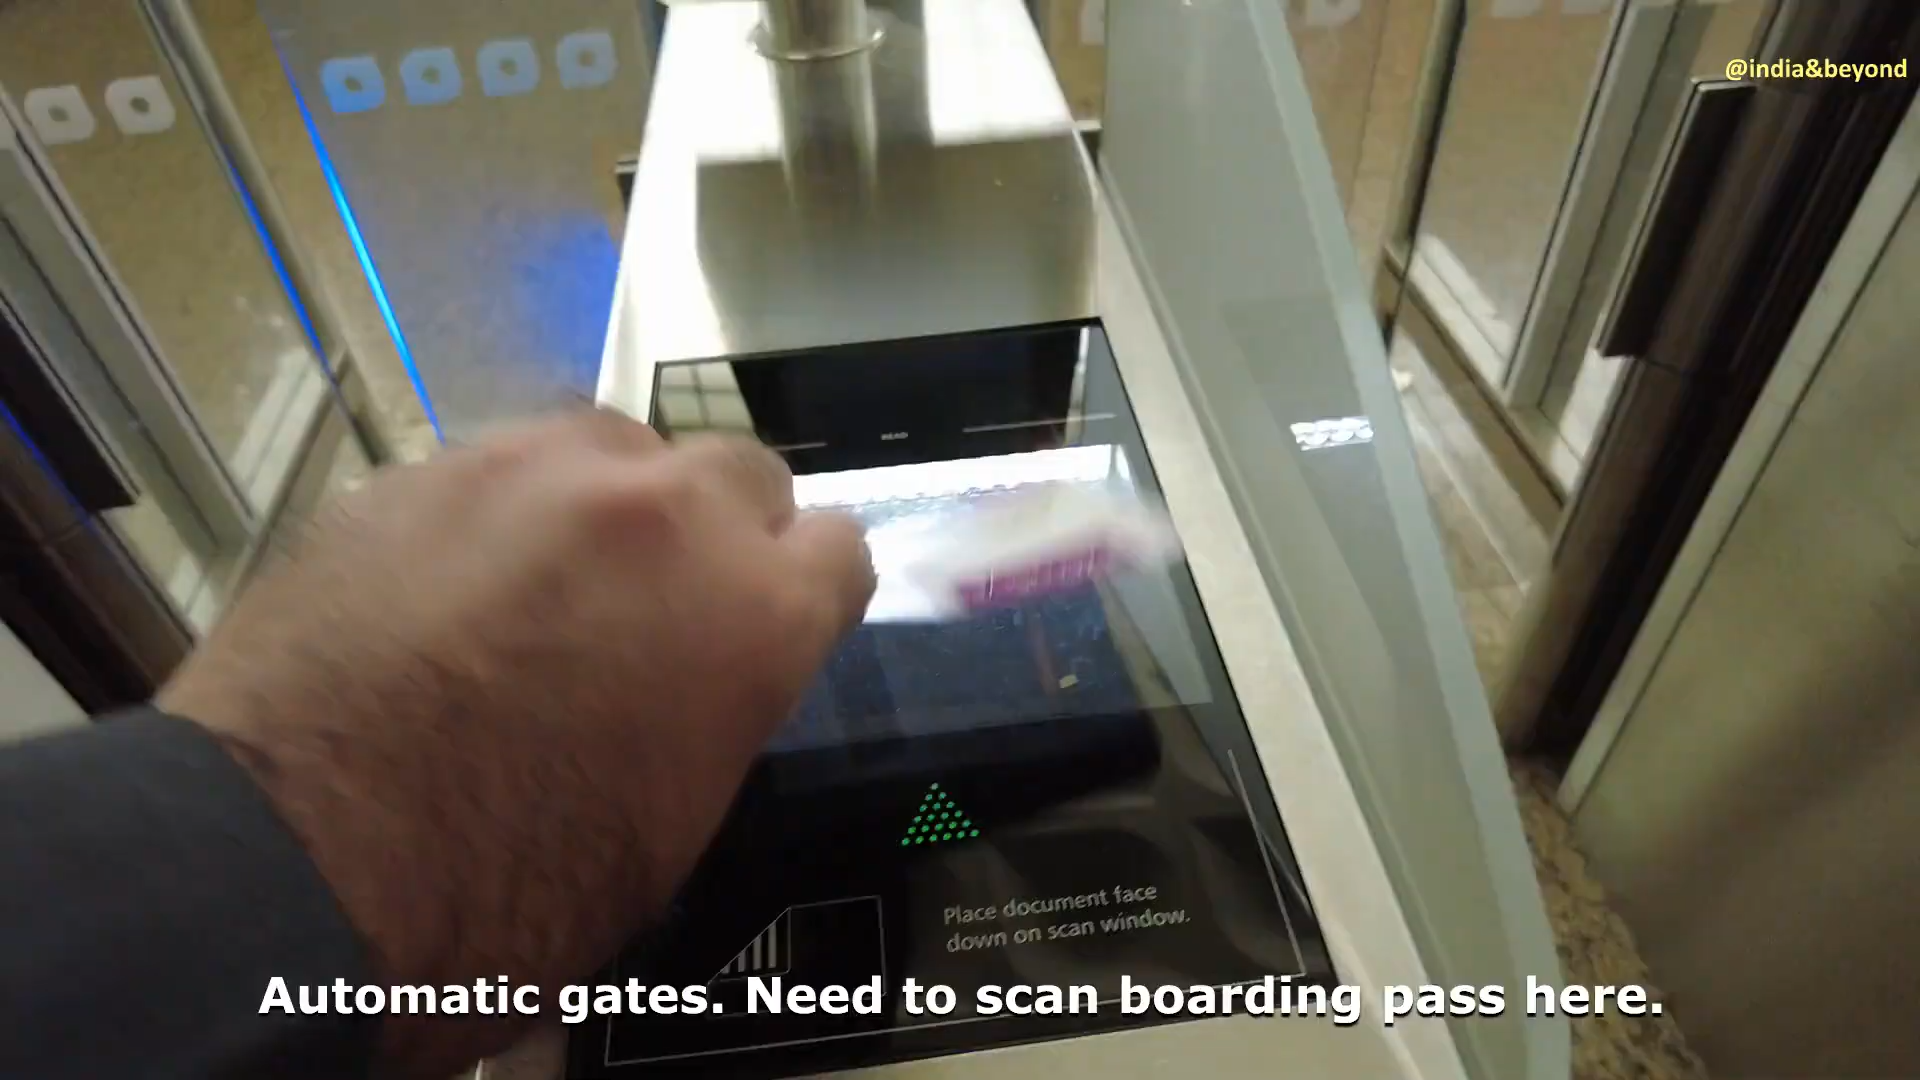 @india&beyond
READ
Place document face
down on scan window.
Automatic gates. Need to scan boarding pass here.